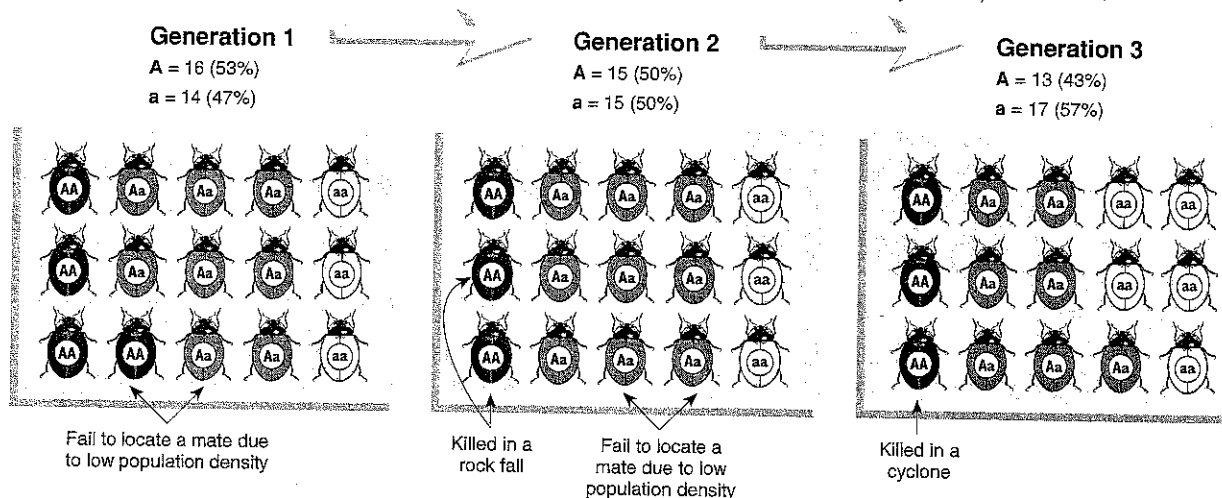 Generation 1
A = 16 (53%)
a = 14 (47%)
AA Aa Aa Aa aa
AA Aa Aa Aa aa
AA AA Aa Aa aa
Fail to locate a mate due
to low population density
Generation 2
A = 15 (50%)
a = 15 (50%)
AA Aa Aa Aa aa
AA Aa Aa Aa aa
AA Aa Aa Aa aa
Killed in a
rock fall
Fail to locate a
mate due to low
population density
Generation 3
A = 13 (43%)
a = 17 (57%)
AA Aa Aa aa aa
AA Aa Aa aa aa
AA Aa Aa Aa aa
Killed in a
cyclone